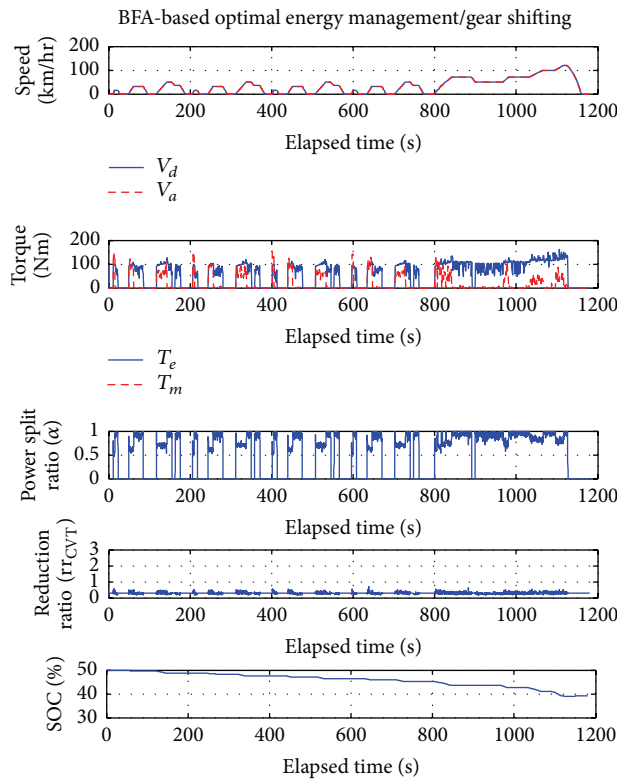 BFA-based optimal energy management/gear shifting
Speed
(km/hr)
200
100
0
0 200 400 600 800 1000 1200
Elapsed time (s)
V_d
V_a
Torque
(Nm)
200
100
0
0 200 400 600 800 1000 1200
Elapsed time (s)
T_e
T_m
Power split
ratio (α)
1
0.5
0
0 200 400 600 800 1000 1200
Elapsed time (s)
Reduction
ratio (rr_CVT)
3
2
1
0
0 200 400 600 800 1000 1200
Elapsed time (s)
SOC (%)
50
40
30
0 200 400 600 800 1000 1200
Elapsed time (s)